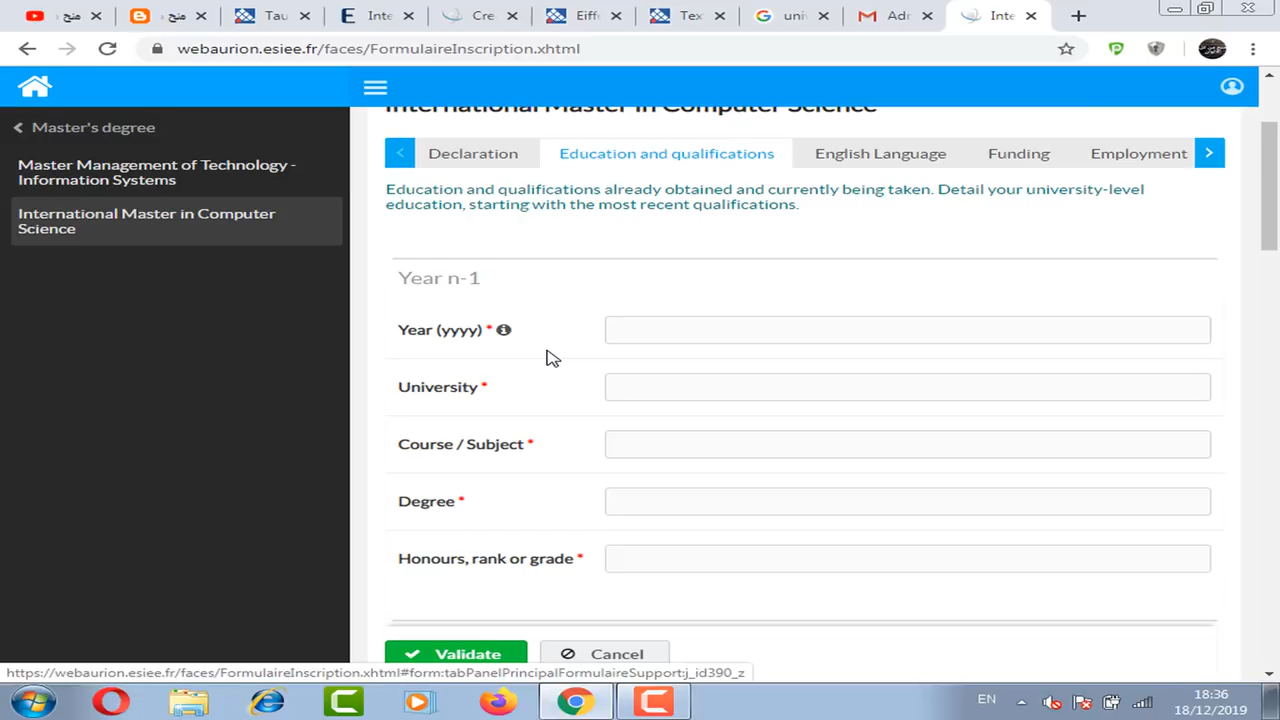 منح
منح
Tau
Inte
Cre
Eiff
Tex
univ
Adr
Inte
webaurion.esiee.fr/faces/FormulaireInscription.xhtml
Master's degree
Master Management of Technology -
Information Systems
International Master in Computer
Science
International Master in Computer Science
Declaration
Education and qualifications
English Language
Funding
Employment
Education and qualifications already obtained and currently being taken. Detail your university-level
education, starting with the most recent qualifications.
Year n-1
Year (yyyy) *
University *
Course / Subject *
Degree *
Honours, rank or grade *
Validate
Cancel
https://webaurion.esiee.fr/faces/FormulaireInscription.xhtml#form:tabPanelPrincipalFormulaireSupport:j_id390_z
EN
18:36
18/12/2019